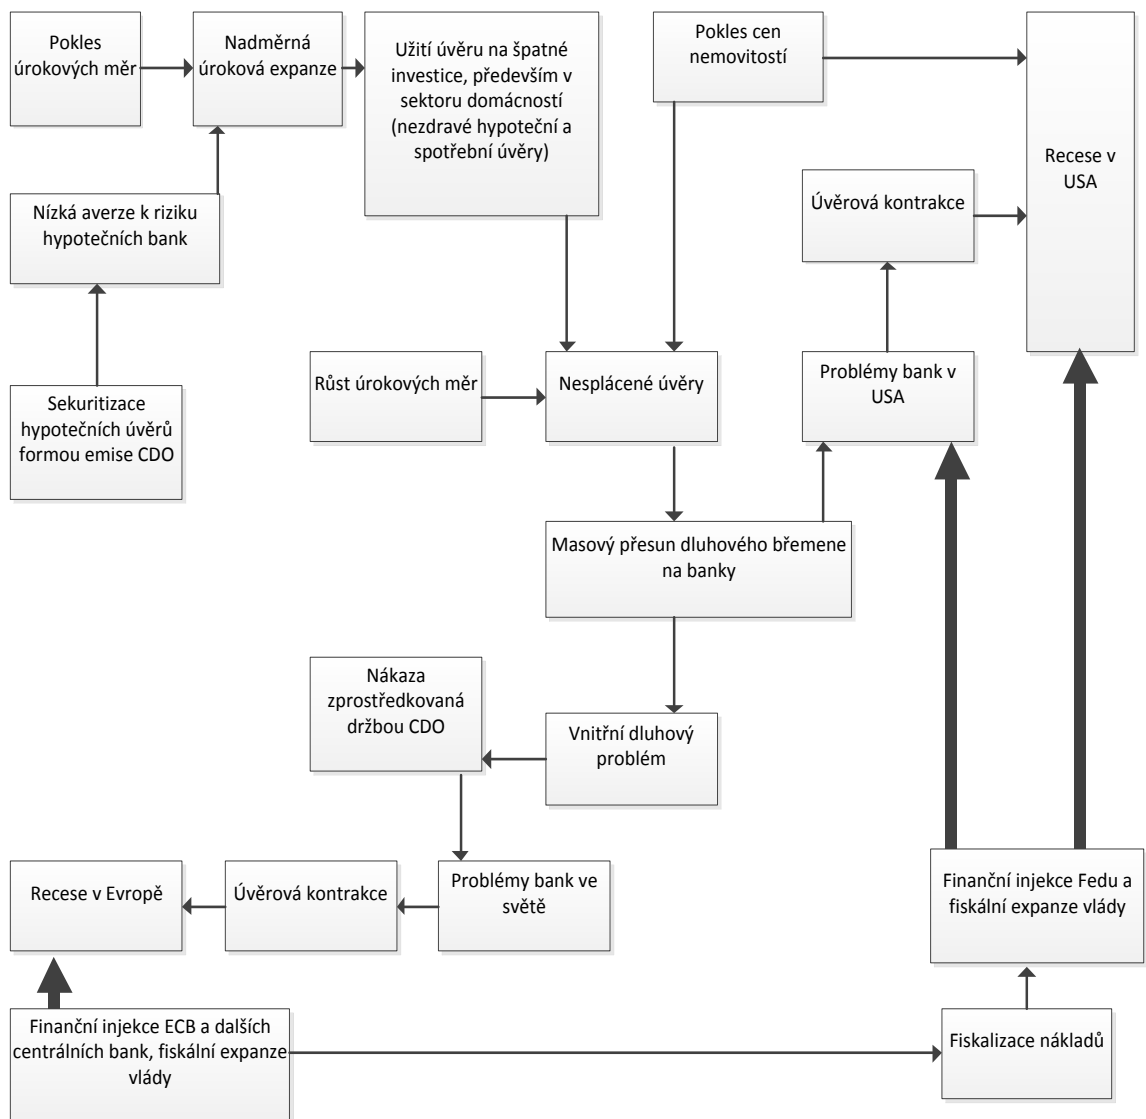 Pokles
úrokových měr
Nadměrná
úroková expanze
Užití úvěru na špatné
investice, především v
sektoru domácností
(nezdravé hypoteční a
spotřební úvěry)
Pokles cen
nemovitostí
Recese v
USA
Nízká averze k riziku
hypotečních bank
Úvěrová kontrakce
Sekuritizace
hypotečních úvěrů
formou emise CDO
Růst úrokových měr
Nesplácené úvěry
Problémy bank v
USA
Masový přesun dluhového břemene
na banky
Nákaza
zprostředkovaná
držbou CDO
Vnitřní dluhový
problém
Recese v Evropě
Úvěrová kontrakce
Problémy bank ve
světě
Finanční injekce Fedu a
fiskální expanze vlády
Finanční injekce ECB a dalších
centrálních bank, fiskální expanze
vlády
Fiskalizace nákladů